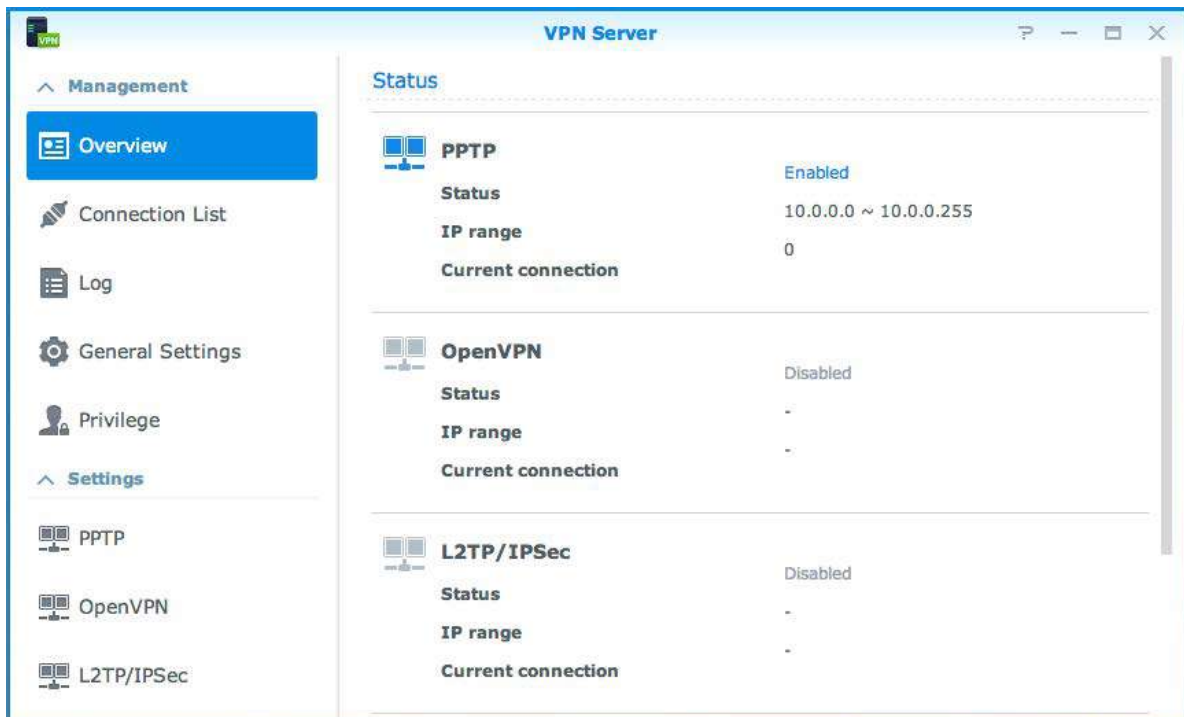 VPN
VPN Server
Management
Overview
Connection List
Log
General Settings
Privilege
Settings
PPTP
OpenVPN
L2TP/IPSec
Status
PPTP
Status
Enabled
IP range
10.0.0.0 ~ 10.0.0.255
Current connection
0
OpenVPN
Status
Disabled
IP range
-
Current connection
-
L2TP/IPSec
Status
Disabled
IP range
-
Current connection
-